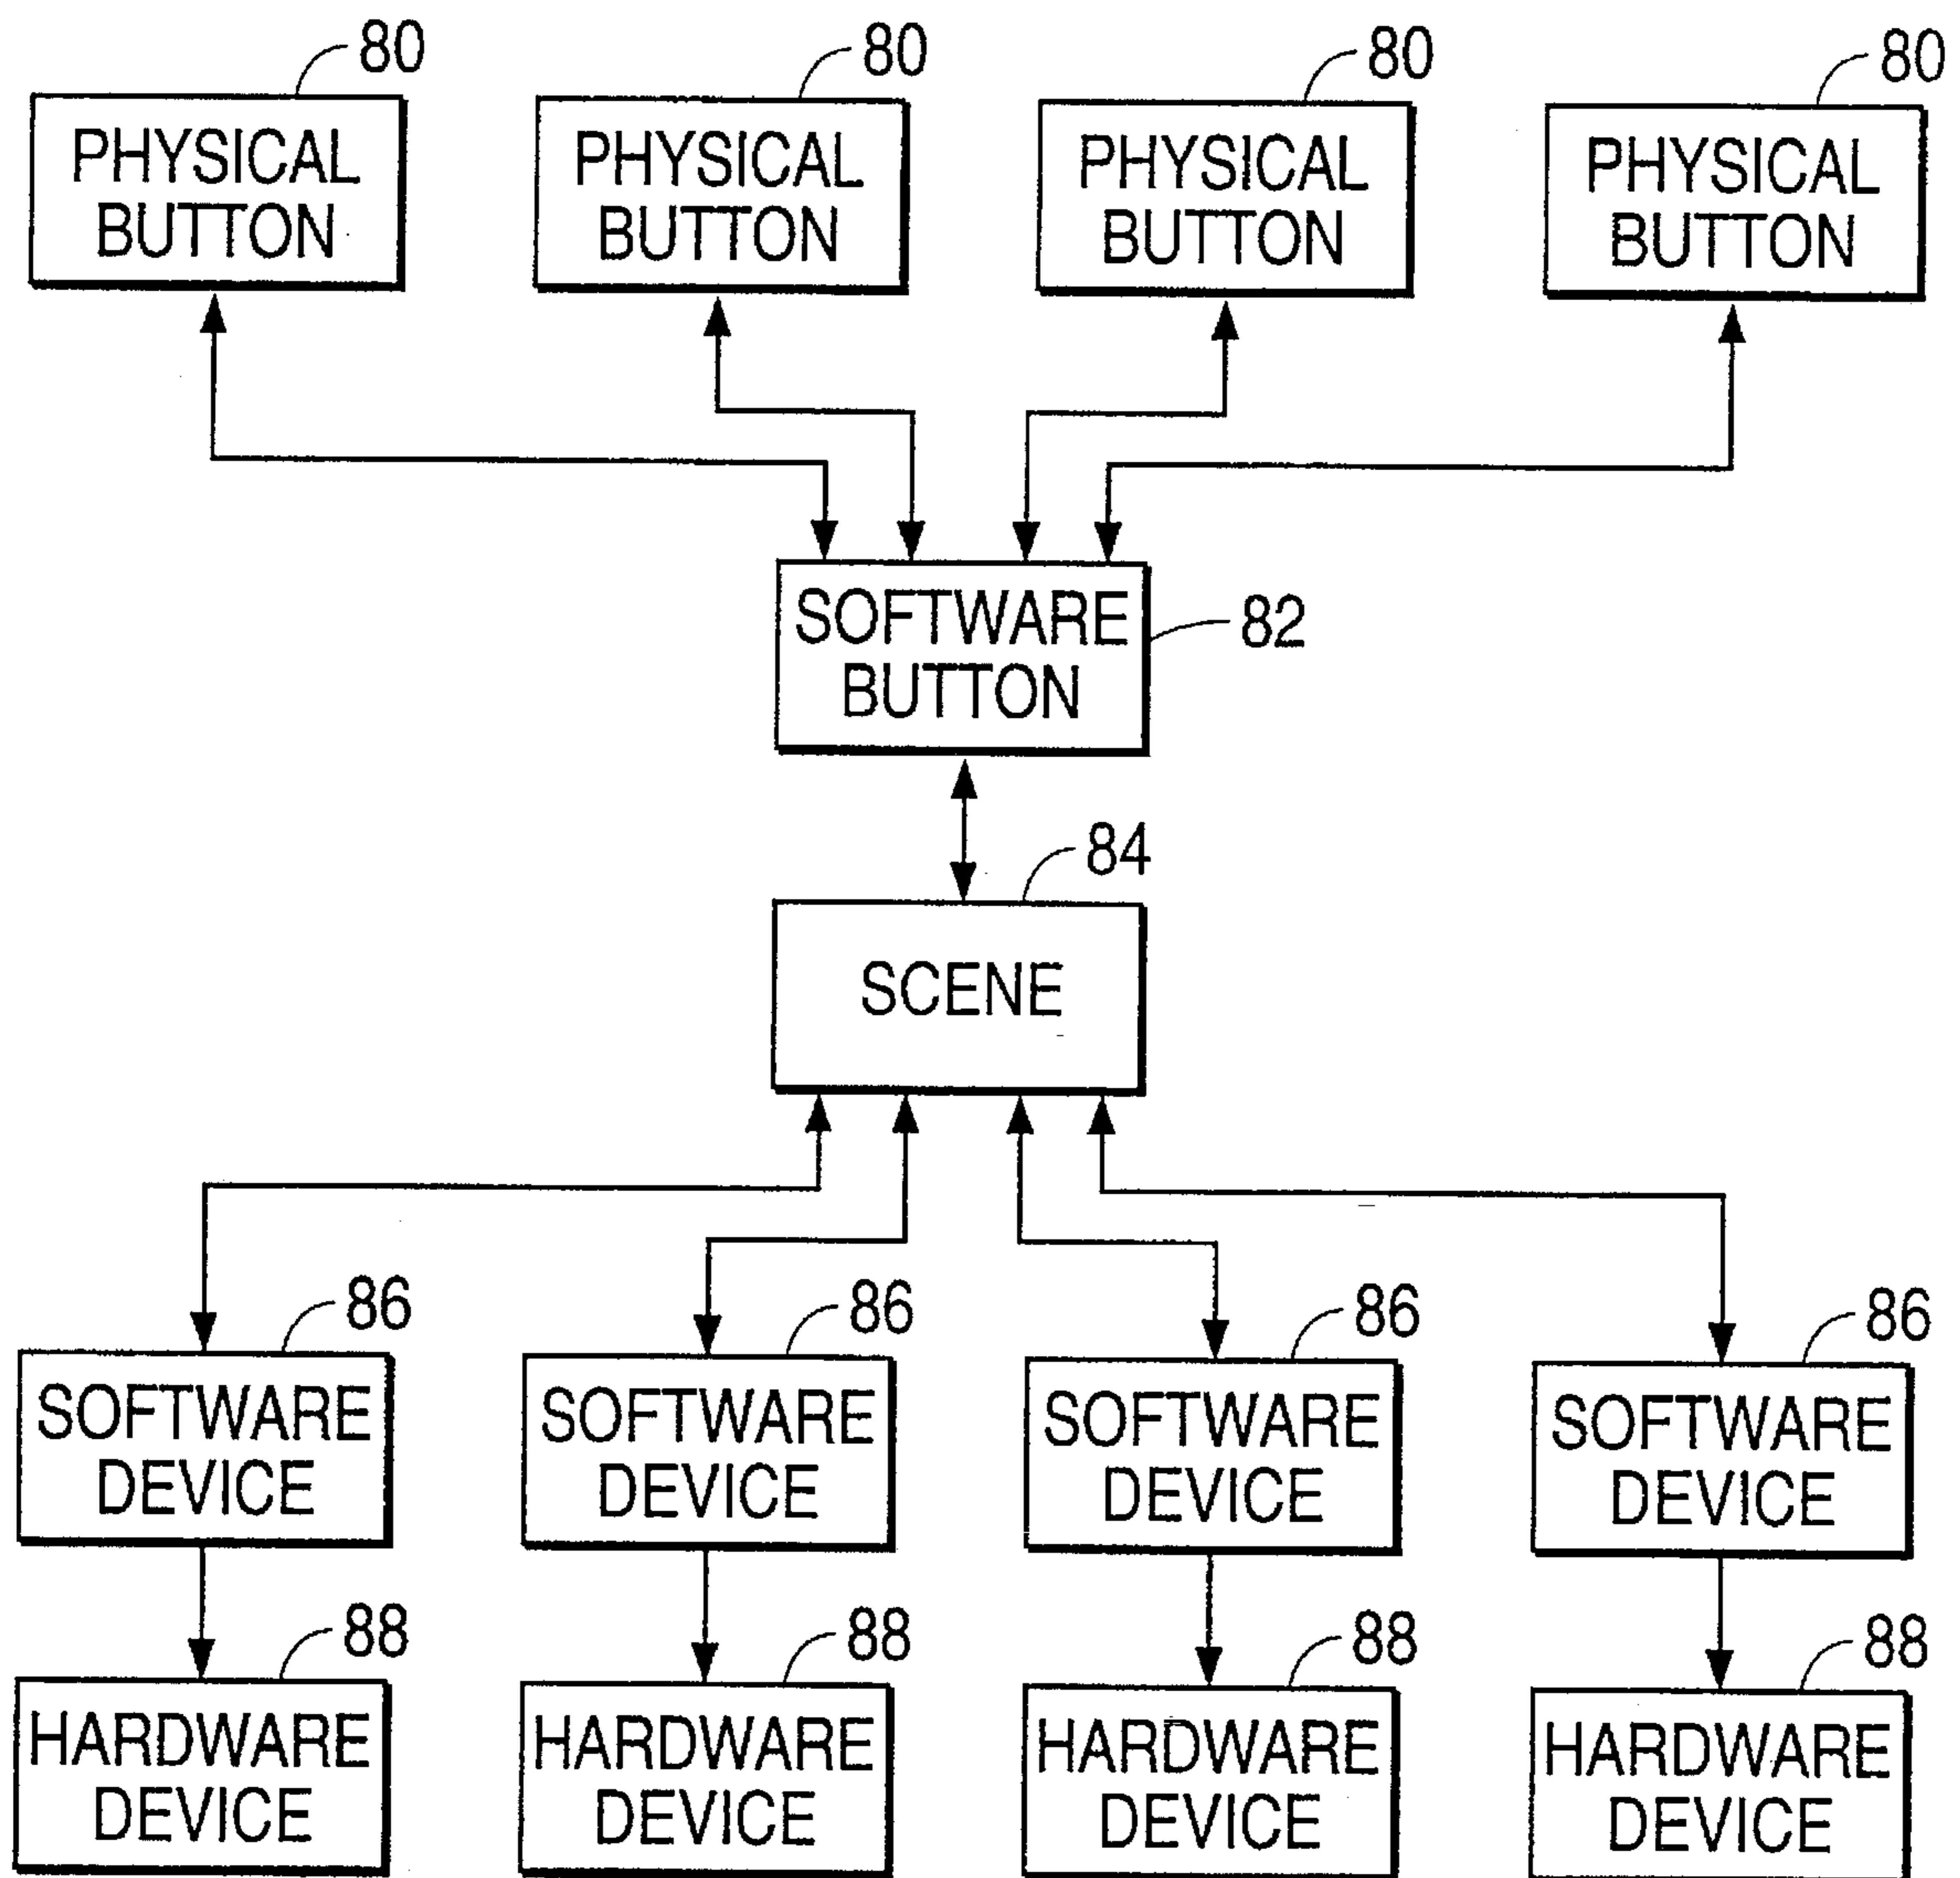 80 80 80 80
PHYSICAL BUTTON
PHYSICAL BUTTON
PHYSICAL BUTTON
PHYSICAL BUTTON
SOFTWARE BUTTON
82
84
SCENE
86 86 86 86
SOFTWARE DEVICE
SOFTWARE DEVICE
SOFTWARE DEVICE
SOFTWARE DEVICE
88 88 88 88
HARDWARE DEVICE
HARDWARE DEVICE
HARDWARE DEVICE
HARDWARE DEVICE